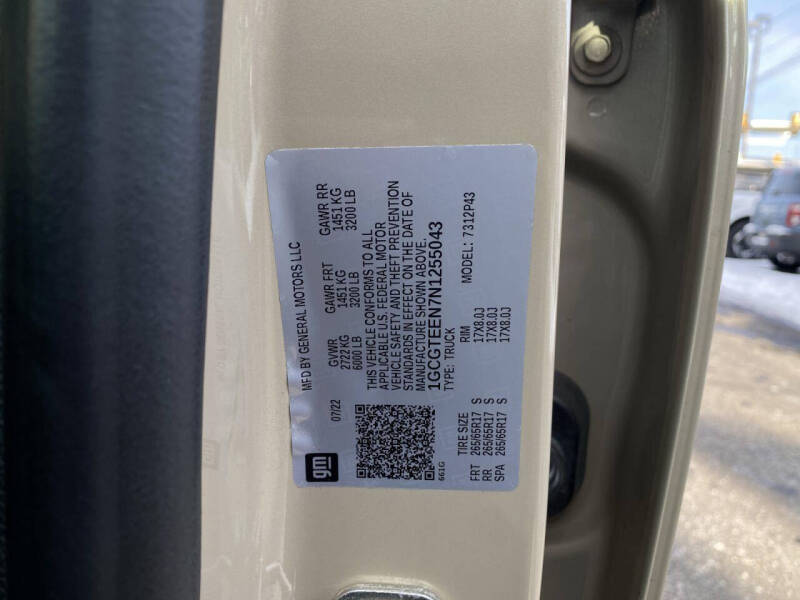 MFD BY GENERAL MOTORS LLC
07/22 GVWR GAWR FRT GAWR RR
2722 KG 1451 KG 1451 KG
6000 LB 3200 LB 3200 LB
THIS VEHICLE CONFORMS TO ALL
APPLICABLE U.S. FEDERAL MOTOR
VEHICLE SAFETY AND THEFT PREVENTION
STANDARDS IN EFFECT ON THE DATE OF
MANUFACTURE SHOWN ABOVE.
1GCGTEEN7N1255043
TYPE: TRUCK MODEL: 7312P43
gm
661G
TIRE SIZE RIM
FRT 265/65R17 S 17X8.0J
RR 265/65R17 S 17X8.0J
SPA 265/65R17 S 17X8.0J